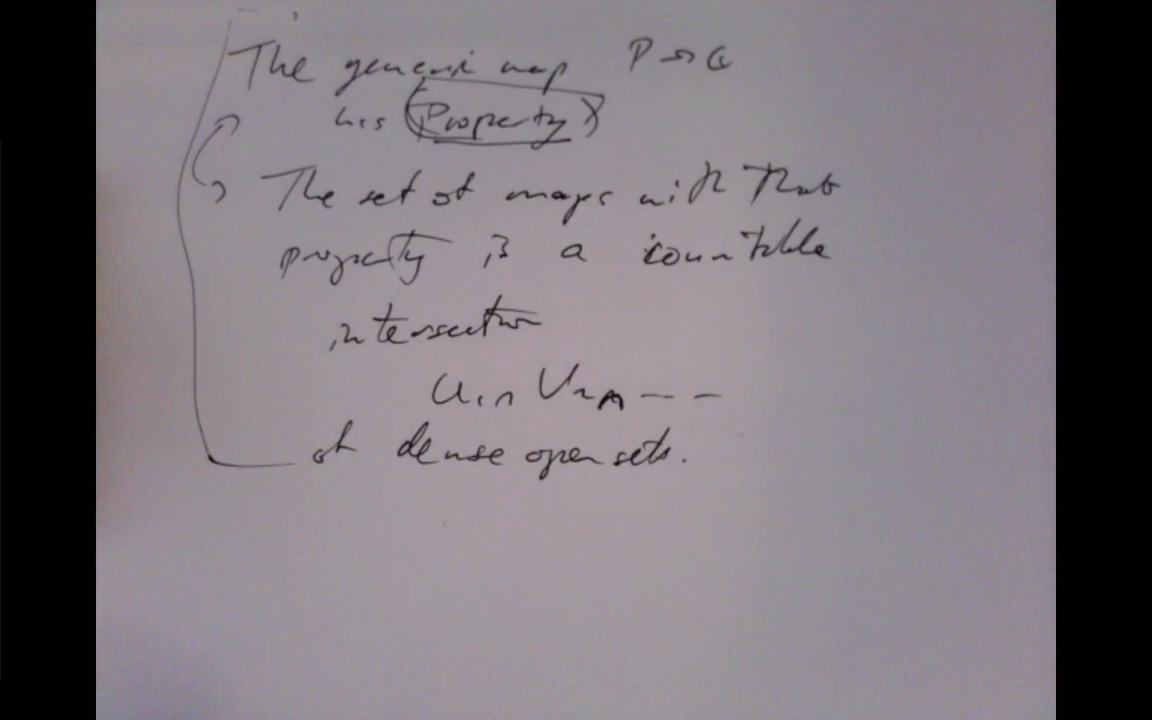 The generic map P → Q
has (Property)
The set of maps with that
property is a countable
intersection
U₁ ∩ U₂ ∩ - - -
of dense open sets.